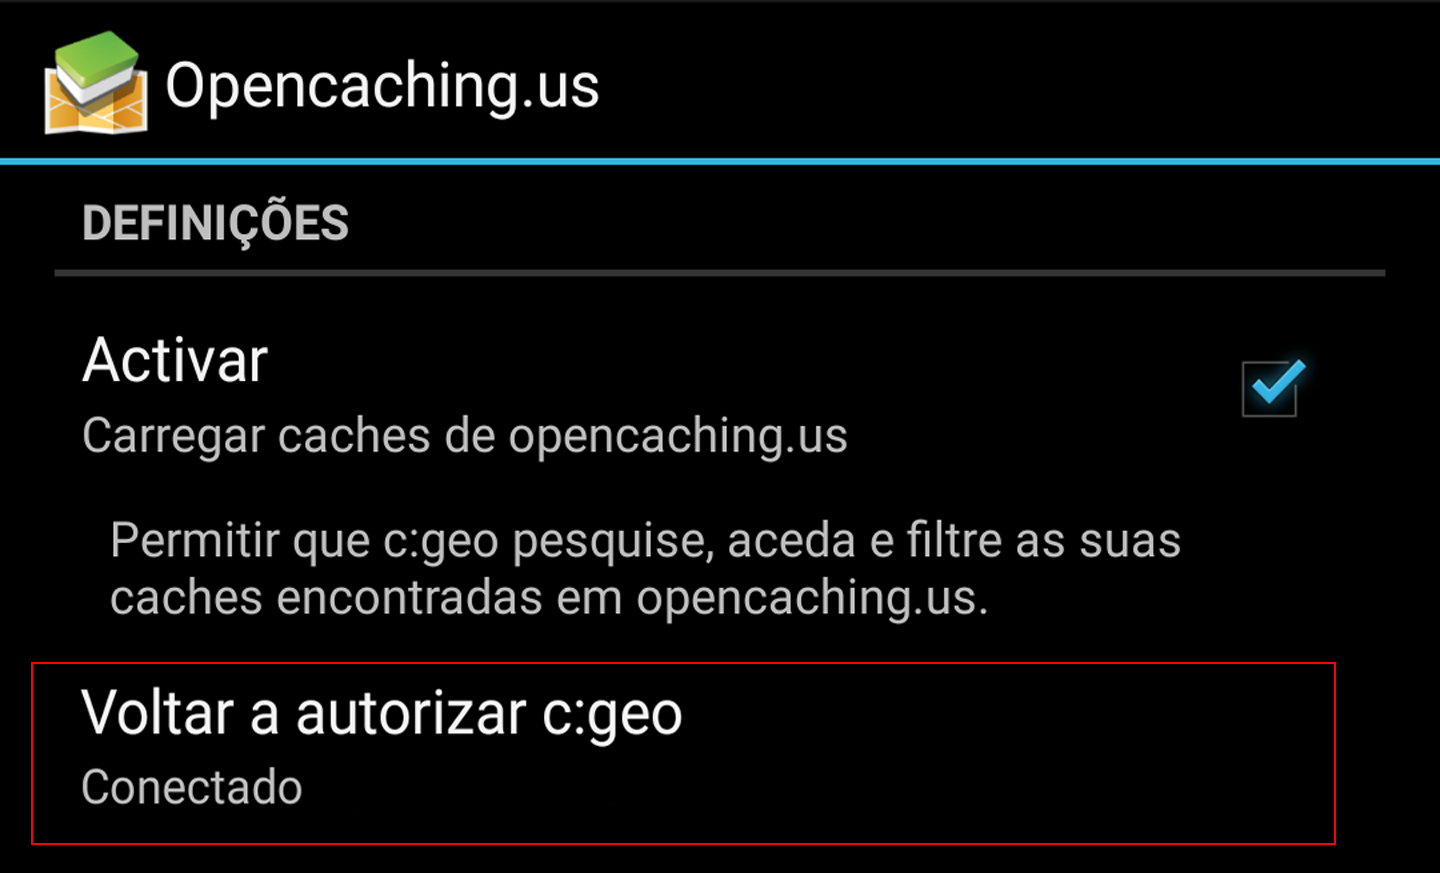 Opencaching.us
DEFINIÇÕES
Activar
Carregar caches de opencaching.us
Permitir que c:geo pesquise, aceda e filtre as suas
caches encontradas em opencaching.us.
Voltar a autorizar c:geo
Conectado